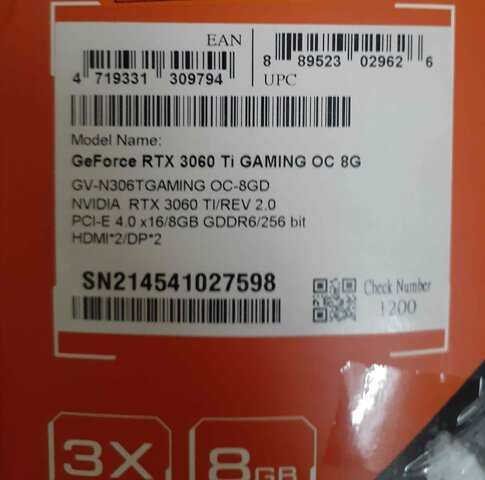 EAN
4 719331 309794
8 89523 02962 6
UPC
Model Name:
GeForce RTX 3060 Ti GAMING OC 8G
GV-N306TGAMING OC-8GD
NVIDIA RTX 3060 TI/REV 2.0
PCI-E 4.0 x16/8GB GDDR6/256 bit
HDMI*2/DP*2
SN214541027598
Check Number
1200
3X
8GB